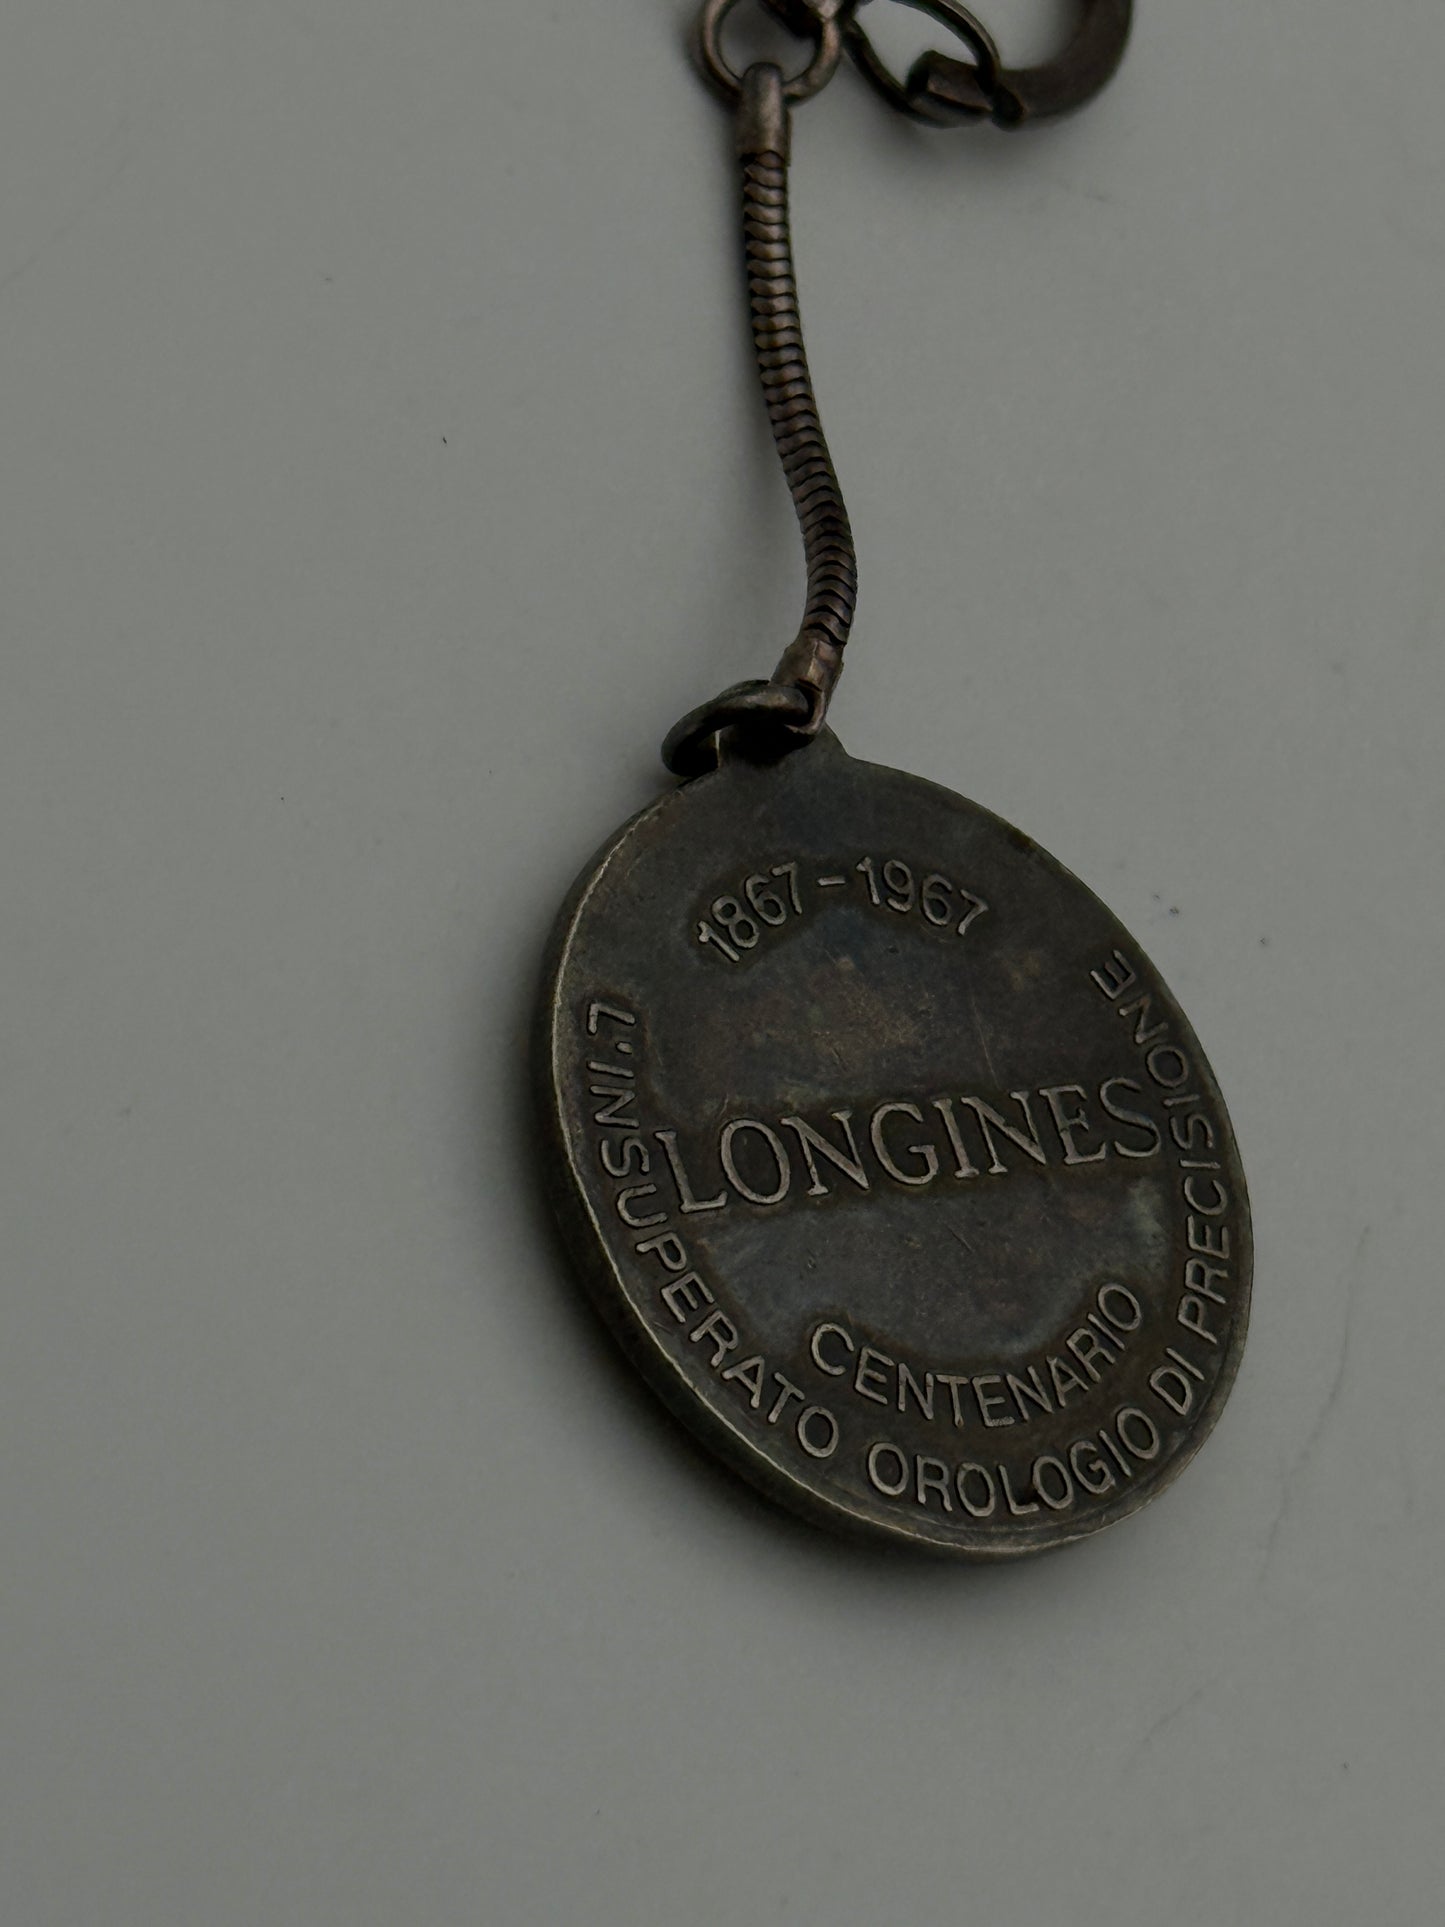 1867-1967
LONGINES
CENTENARIO
L'INSUPERATO OROLOGIO DI PRECISIONE